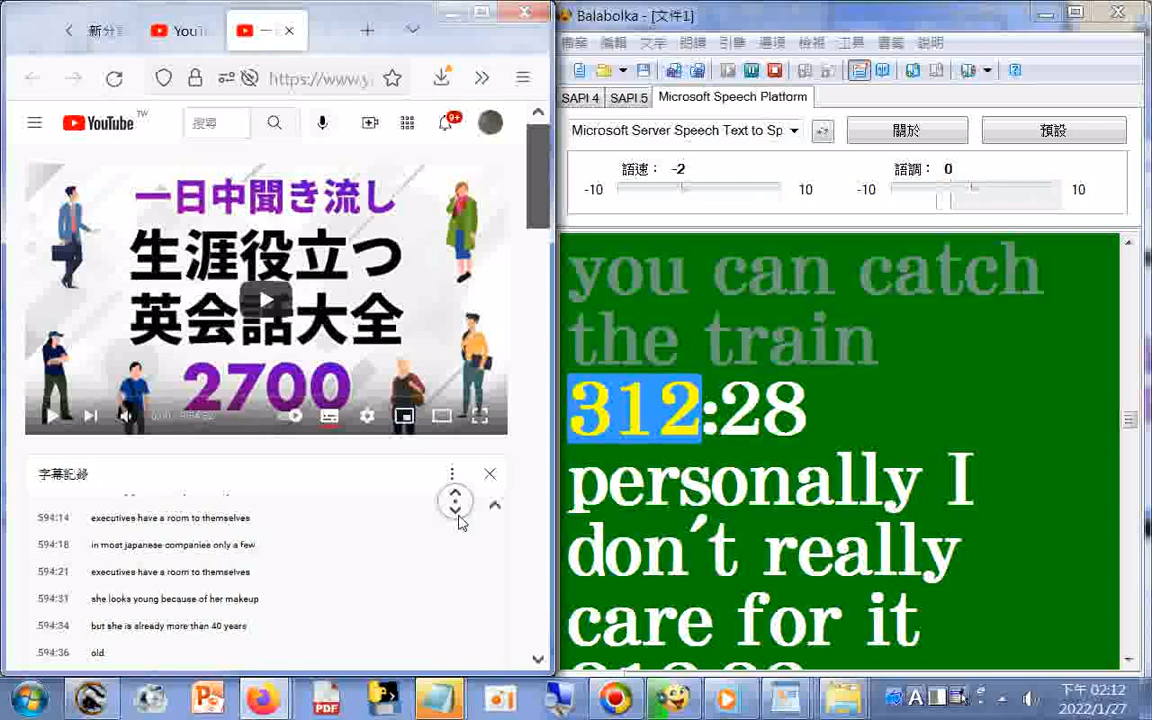 新分
YouT
一
https://www.y
YouTube TW
搜尋
9+
一日中聞き流し
生涯役立つ
英会話大全
2700
字幕記錄
594:14 executives have a room to themselves
594:18 in most japanese companies only a few
594:21 executives have a room to themselves
594:31 she looks young because of her makeup
594:34 but she is already more than 40 years
594:36 old
Balabolka - [文件1]
檔案 編輯 文字 閱讀 引擎 選項 檢視 工具 書籤 說明
SAPI 4 SAPI 5 Microsoft Speech Platform
Microsoft Server Speech Text to Sp
關於 預設
語速： -2 語調： 0
-10 10 -10 10
you can catch
the train
312:28
personally I
don't really
care for it
PDF
A
下午 02:12
2022/1/27